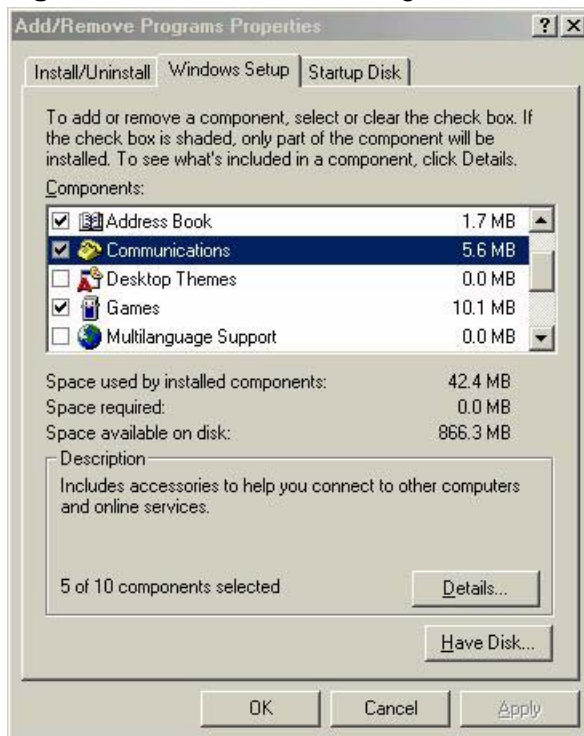 Add/Remove Programs Properties
Install/Uninstall Windows Setup Startup Disk
To add or remove a component, select or clear the check box. If
the check box is shaded, only part of the component will be
installed. To see what's included in a component, click Details.
Components:
Address Book 1.7 MB
Communications 5.6 MB
Desktop Themes 0.0 MB
Games 10.1 MB
Multilanguage Support 0.0 MB
Space used by installed components: 42.4 MB
Space required: 0.0 MB
Space available on disk: 866.3 MB
Description
Includes accessories to help you connect to other computers
and online services.
5 of 10 components selected Details...
Have Disk...
OK Cancel Apply